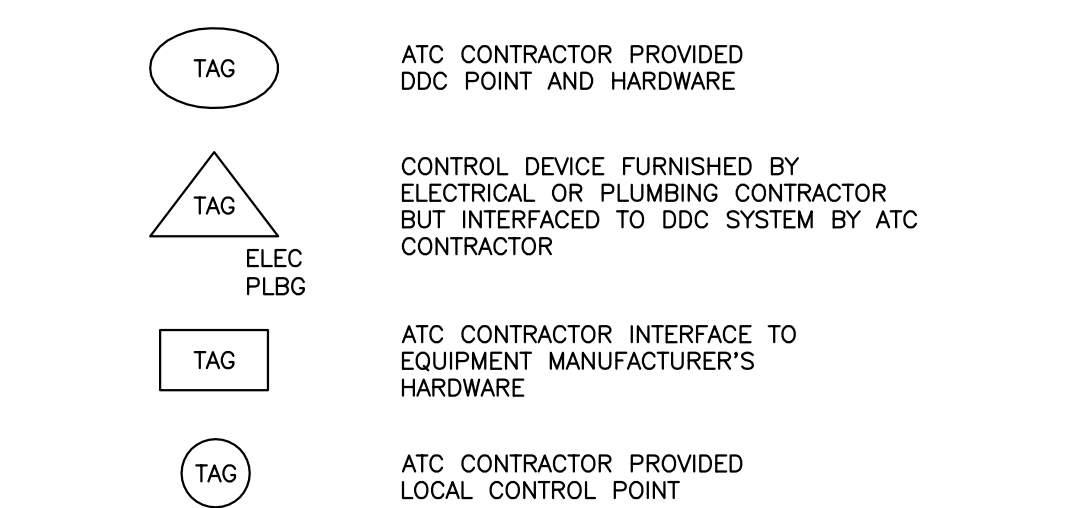 TAG
ATC CONTRACTOR PROVIDED
DDC POINT AND HARDWARE
TAG
ELEC
PLBG
CONTROL DEVICE FURNISHED BY
ELECTRICAL OR PLUMBING CONTRACTOR
BUT INTERFACED TO DDC SYSTEM BY ATC
CONTRACTOR
TAG
ATC CONTRACTOR INTERFACE TO
EQUIPMENT MANUFACTURER'S
HARDWARE
TAG
ATC CONTRACTOR PROVIDED
LOCAL CONTROL POINT